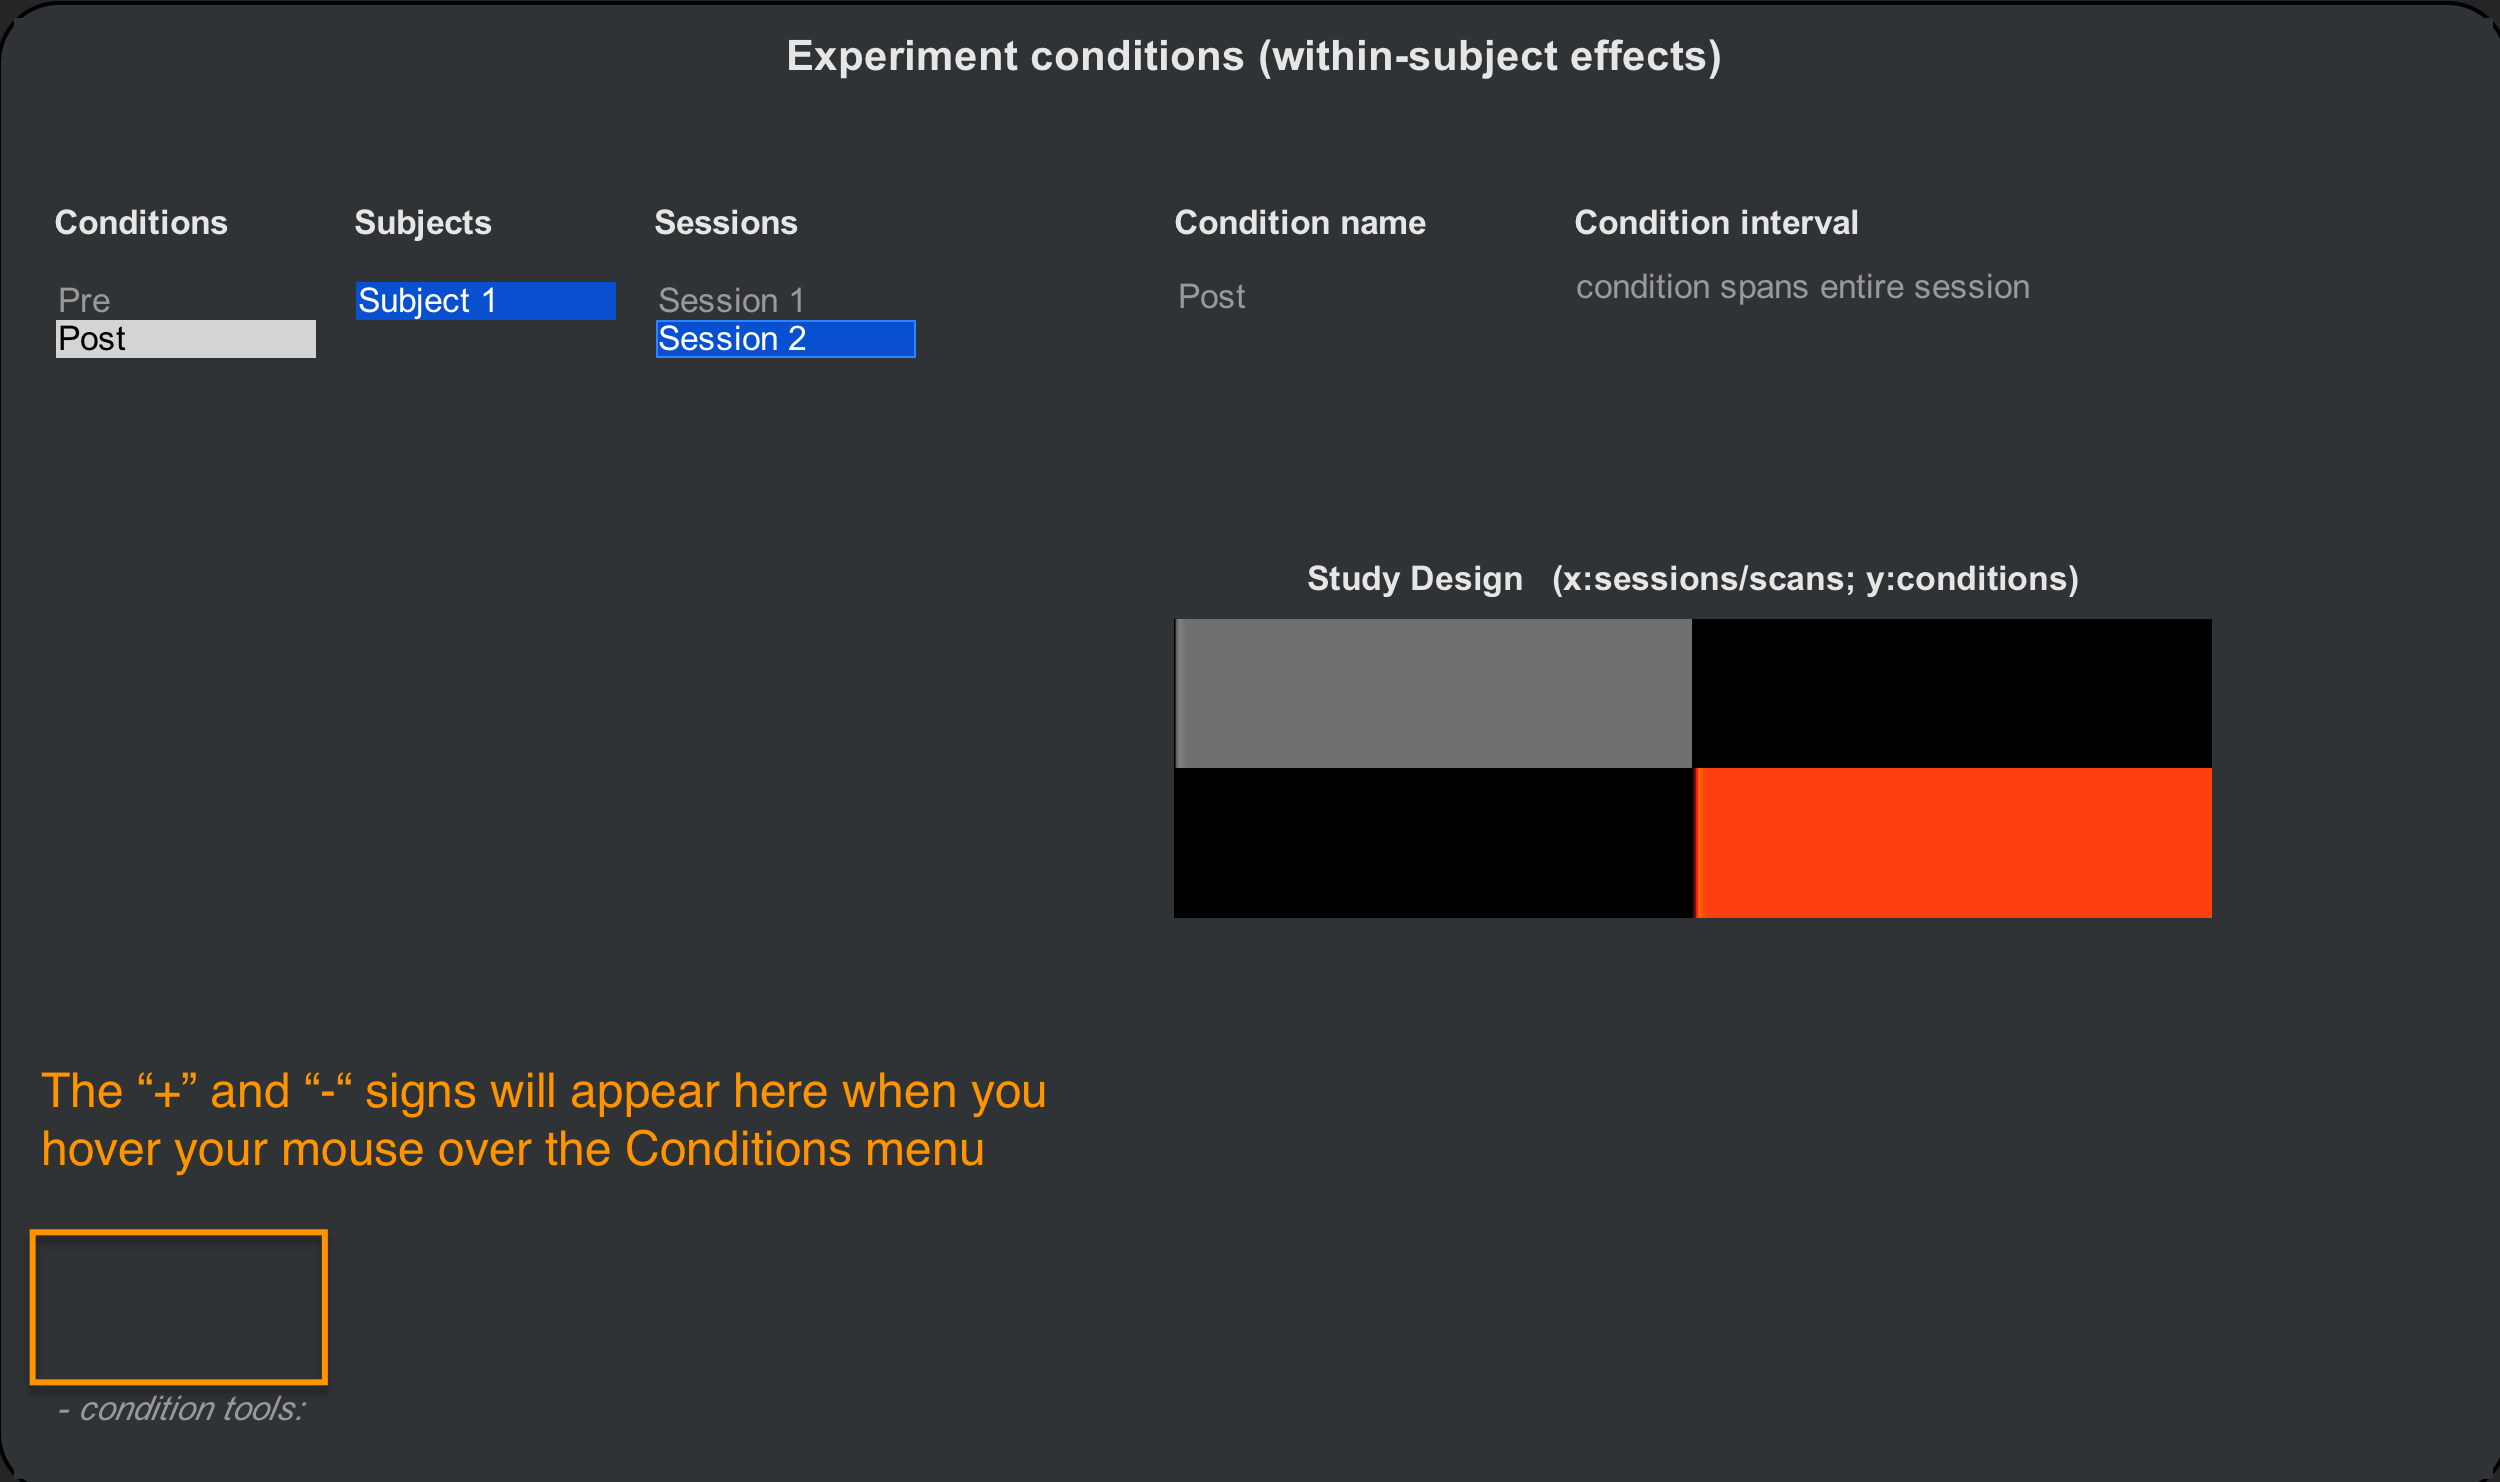 Experiment conditions (within-subject effects)
Conditions
Subjects
Sessions
Condition name
Condition interval
Pre
Subject 1
Session 1
Post
condition spans entire session
Post
Session 2
Study Design (x:sessions/scans; y:conditions)
The “+” and “-“ signs will appear here when you
hover your mouse over the Conditions menu
- condition tools: